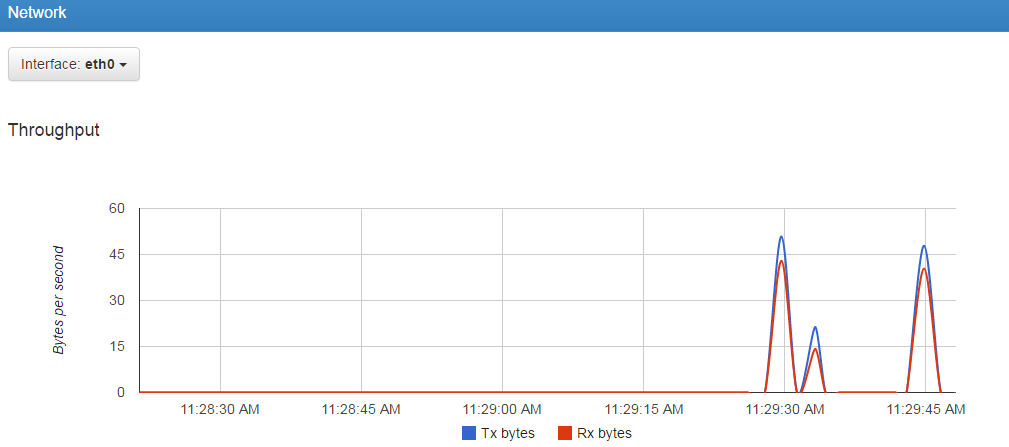 Network
Interface: eth0
Throughput
60
45
30
15
0
Bytes per second
11:28:30 AM
11:28:45 AM
11:29:00 AM
11:29:15 AM
11:29:30 AM
11:29:45 AM
Tx bytes
Rx bytes